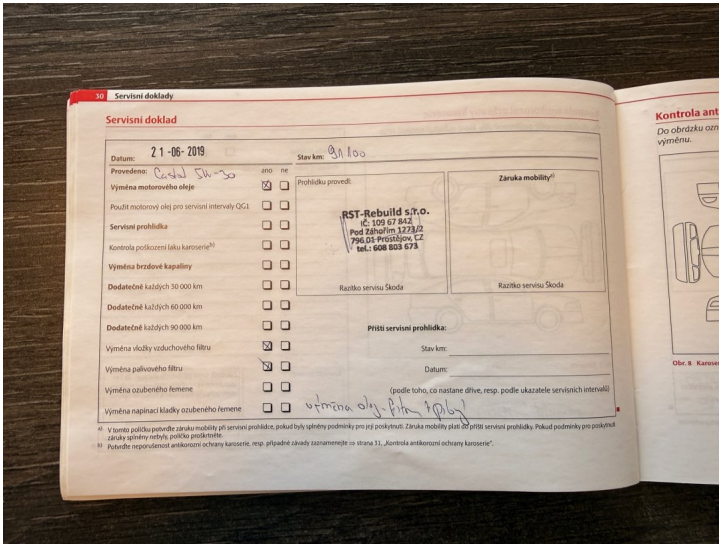 30 Servisní doklady
Servisní doklad
Datum: 21-06-2019
Stav km: 91100
Provedeno: Castrol 5W-30
ano ne
Výměna motorového oleje
Použit motorový olej pro servisní intervaly QG1
Servisní prohlídka
Kontrola poškození laku karoserie b)
Výměna brzdové kapaliny
Dodatečně každých 30 000 km
Dodatečně každých 60 000 km
Dodatečně každých 90 000 km
Výměna vložky vzduchového filtru
Výměna palivového filtru
Výměna ozubeného řemene
Výměna napínací kladky ozubeného řemene
Prohlídku provedl:
RST-Rebuild s.r.o.
IČ: 109 67 842
Pod Záhořím 1273/2
796 01 Prostějov, CZ
tel.: 608 803 673
Razítko servisu Škoda
Záruka mobility a)
Razítko servisu Škoda
Příští servisní prohlídka:
Stav km:
Datum:
(podle toho, co nastane dříve, resp. podle ukazatele servisních intervalů)
výměna olej - filtry
a) V tomto políčku potvrďte záruku mobility při servisní prohlídce, pokud byly splněny podmínky pro její poskytnutí. Záruka mobility platí do příští servisní prohlídky. Pokud podmínky pro poskytnutí
záruky splněny nebyly, políčko proškrtněte.
b) Potvrďte neporušenost antikorozní ochrany karoserie, resp. případné závady zaznamenejte co strana 31, „Kontrola antikorozní ochrany karoserie".
Kontrola ant
Do obrázku ozn
výměnu.
Obr. 8 Karoser